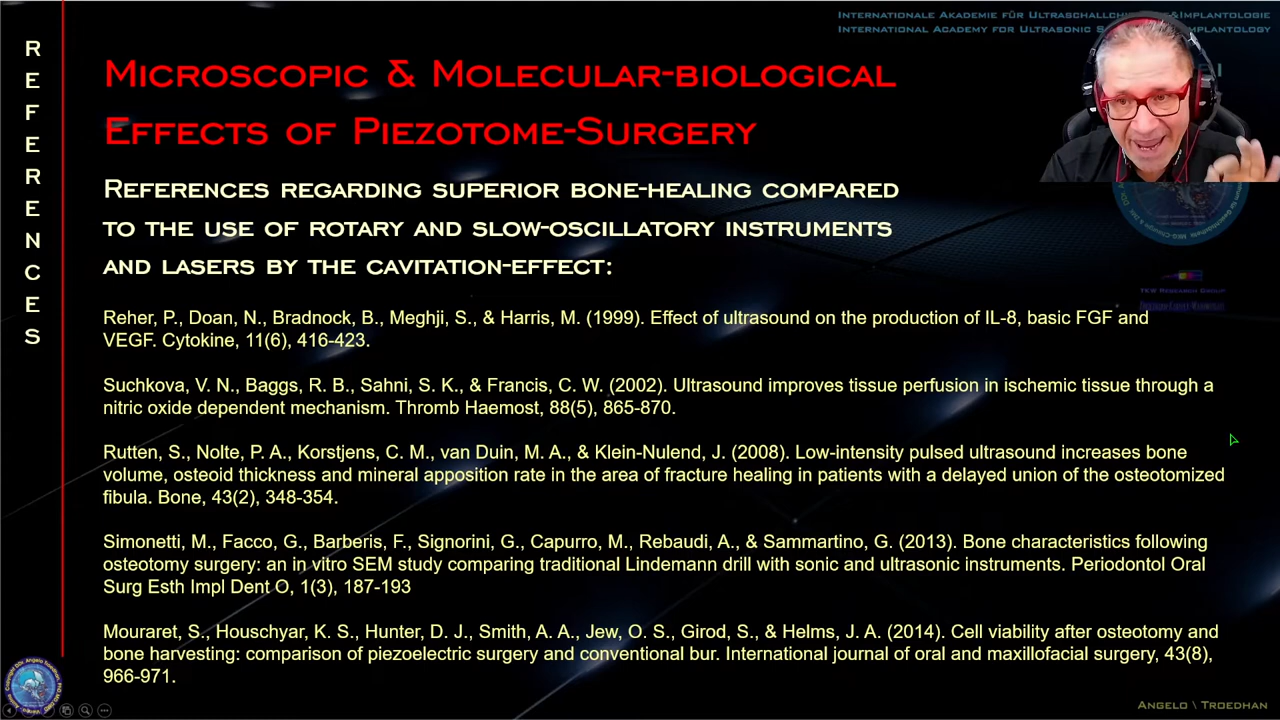 INTERNATIONALE AKADEMIE FÜR ULTRASCHALLCH &IMPLANTOLOGIE
INTERNATIONAL ACADEMY FOR ULTRASONIC S MPLANTOLOGY
REFERENCES
MICROSCOPIC & MOLECULAR-BIOLOGICAL
EFFECTS OF PIEZOTOME-SURGERY
REFERENCES REGARDING SUPERIOR BONE-HEALING COMPARED
TO THE USE OF ROTARY AND SLOW-OSCILLATORY INSTRUMENTS
AND LASERS BY THE CAVITATION-EFFECT:
TKW RESEARCH GROUP
Reher, P., Doan, N., Bradnock, B., Meghji, S., & Harris, M. (1999). Effect of ultrasound on the production of IL-8, basic FGF and
VEGF. Cytokine, 11(6), 416-423.
Suchkova, V. N., Baggs, R. B., Sahni, S. K., & Francis, C. W. (2002). Ultrasound improves tissue perfusion in ischemic tissue through a
nitric oxide dependent mechanism. Thromb Haemost, 88(5), 865-870.
Rutten, S., Nolte, P. A., Korstjens, C. M., van Duin, M. A., & Klein-Nulend, J. (2008). Low-intensity pulsed ultrasound increases bone
volume, osteoid thickness and mineral apposition rate in the area of fracture healing in patients with a delayed union of the osteotomized
fibula. Bone, 43(2), 348-354.
Simonetti, M., Facco, G., Barberis, F., Signorini, G., Capurro, M., Rebaudi, A., & Sammartino, G. (2013). Bone characteristics following
osteotomy surgery: an in vitro SEM study comparing traditional Lindemann drill with sonic and ultrasonic instruments. Periodontol Oral
Surg Esth Impl Dent O, 1(3), 187-193
Mouraret, S., Houschyar, K. S., Hunter, D. J., Smith, A. A., Jew, O. S., Girod, S., & Helms, J. A. (2014). Cell viability after osteotomy and
bone harvesting: comparison of piezoelectric surgery and conventional bur. International journal of oral and maxillofacial surgery, 43(8),
966-971.
ANGELO \ TROEDHAN